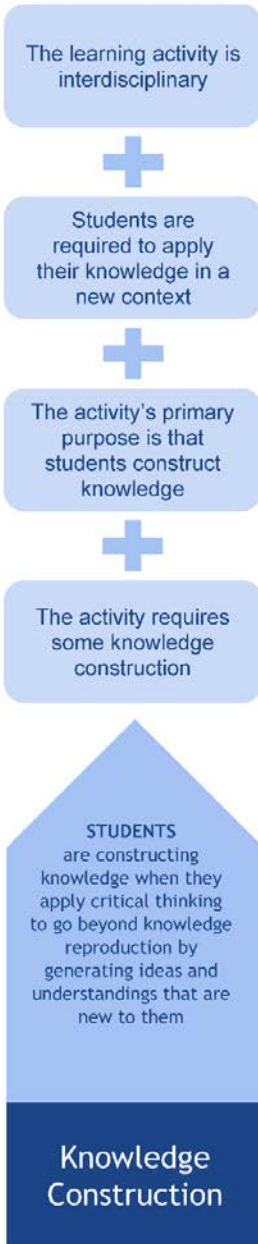 The learning activity is
interdisciplinary
Students are
required to apply
their knowledge in a
new context
The activity's primary
purpose is that
students construct
knowledge
The activity requires
some knowledge
construction
STUDENTS
are constructing
knowledge when they
apply critical thinking
to go beyond knowledge
reproduction by
generating ideas and
understandings that are
new to them
Knowledge
Construction